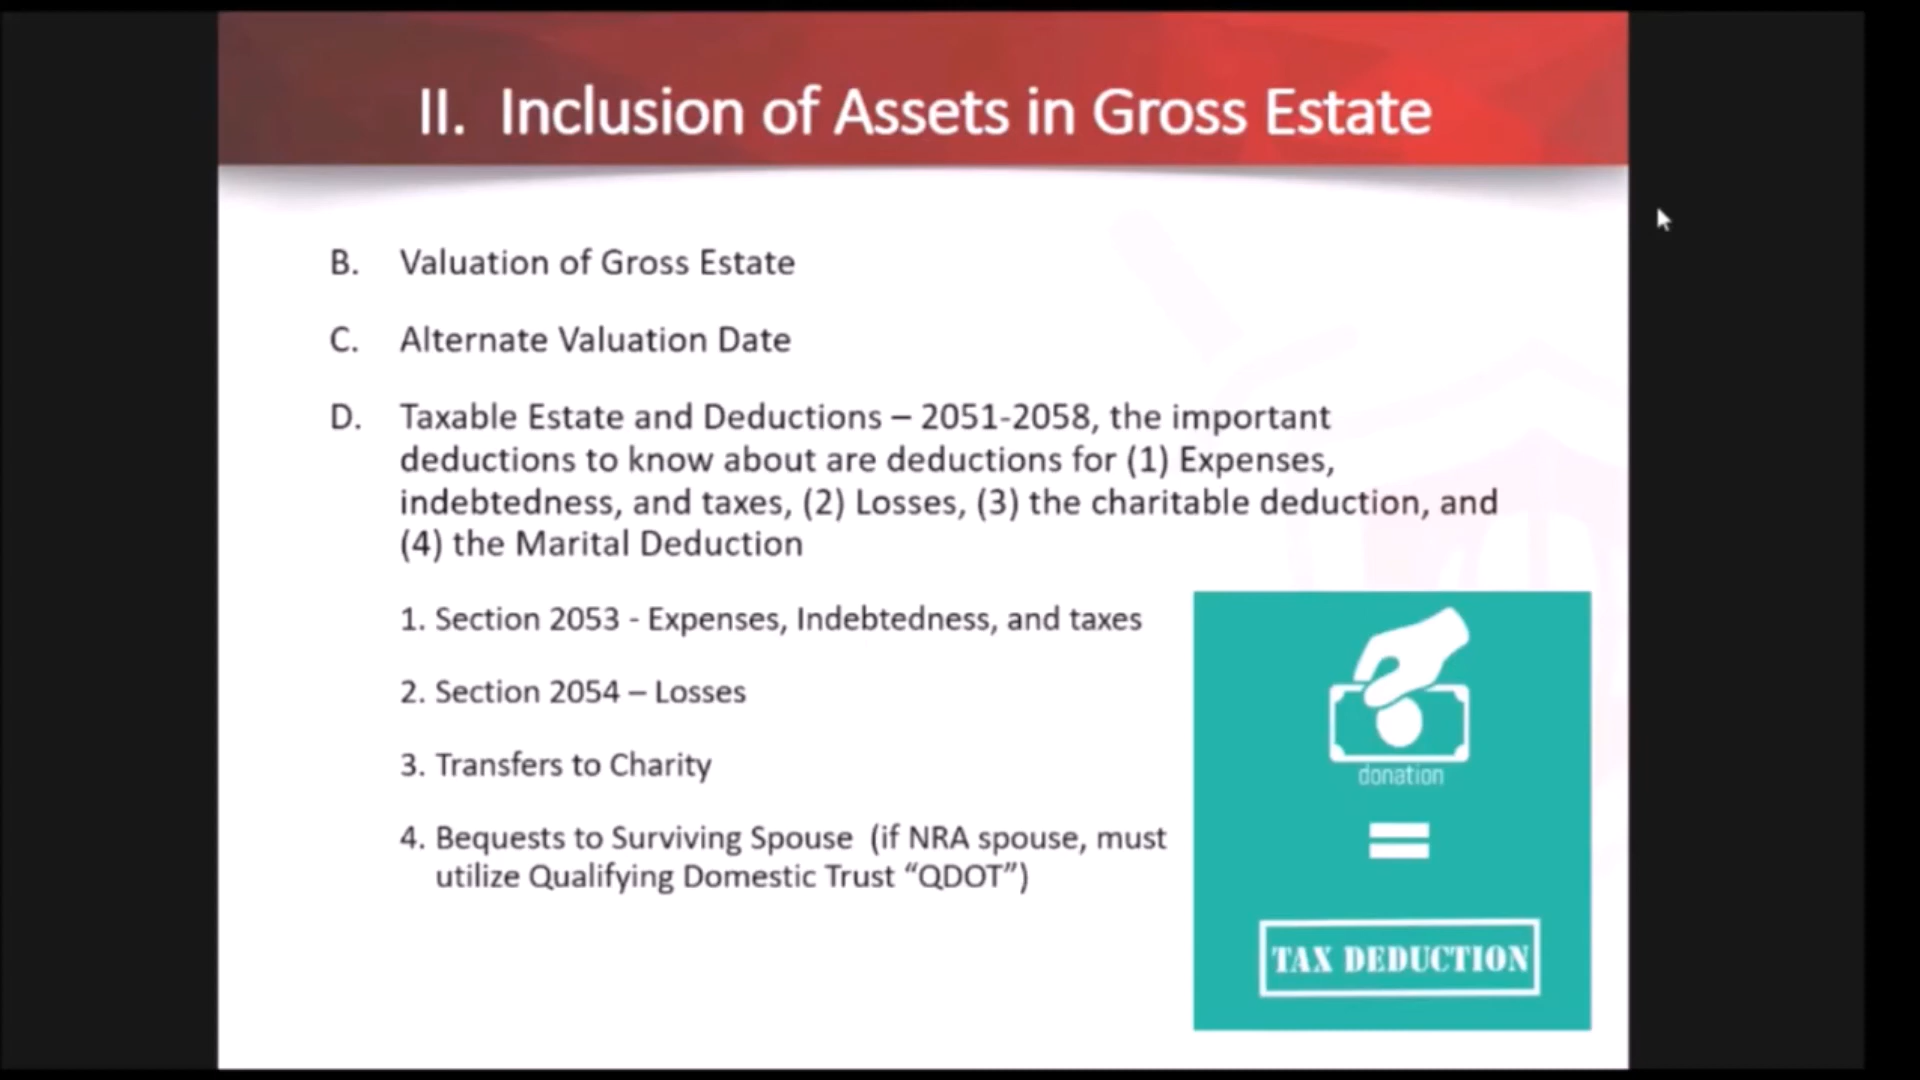 II. Inclusion of Assets in Gross Estate
B. Valuation of Gross Estate
C. Alternate Valuation Date
D. Taxable Estate and Deductions – 2051-2058, the important
deductions to know about are deductions for (1) Expenses,
indebtedness, and taxes, (2) Losses, (3) the charitable deduction, and
(4) the Marital Deduction
1. Section 2053 - Expenses, Indebtedness, and taxes
2. Section 2054 – Losses
3. Transfers to Charity
4. Bequests to Surviving Spouse (if NRA spouse, must
utilize Qualifying Domestic Trust “QDOT”)
donation
=
TAX DEDUCTION